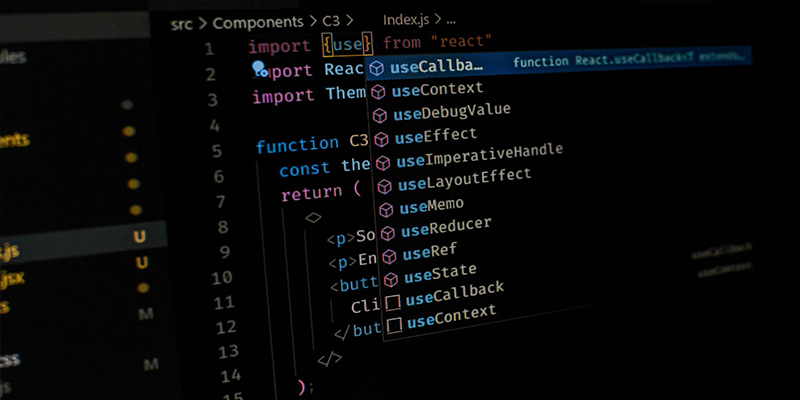 src > Components > C3 > Index.js > ...
1 import {use} from "react"
2 port Reac
3 import Them
4
5 function C3
6 const the
7 return (
8 <>
9 <p>So
10 <p>En
11 <butt
12 Cli
13 </but
14 </>
15 );
useCallba... function React.useCallback<T extends...
useContext
useDebugValue
useEffect
useImperativeHandle
useLayoutEffect
useMemo
useReducer
useRef
useState
useCallback
useContext
useCallback
useContext
ules
ents
.js U
.jsx U
s
M
css
js M